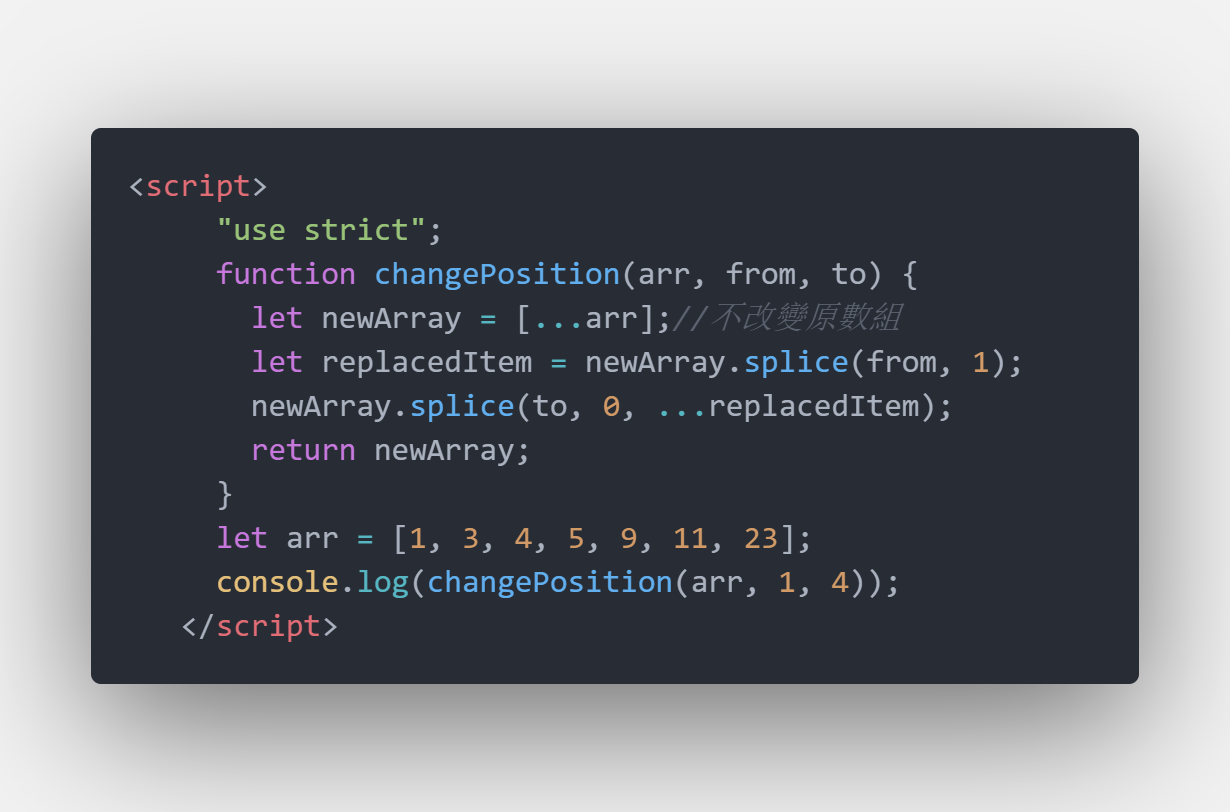 <script>
"use strict";
function changePosition(arr, from, to) {
let newArray = [...arr];//不改變原數組
let replacedItem = newArray.splice(from, 1);
newArray.splice(to, 0, ...replacedItem);
return newArray;
}
let arr = [1, 3, 4, 5, 9, 11, 23];
console.log(changePosition(arr, 1, 4));
</script>